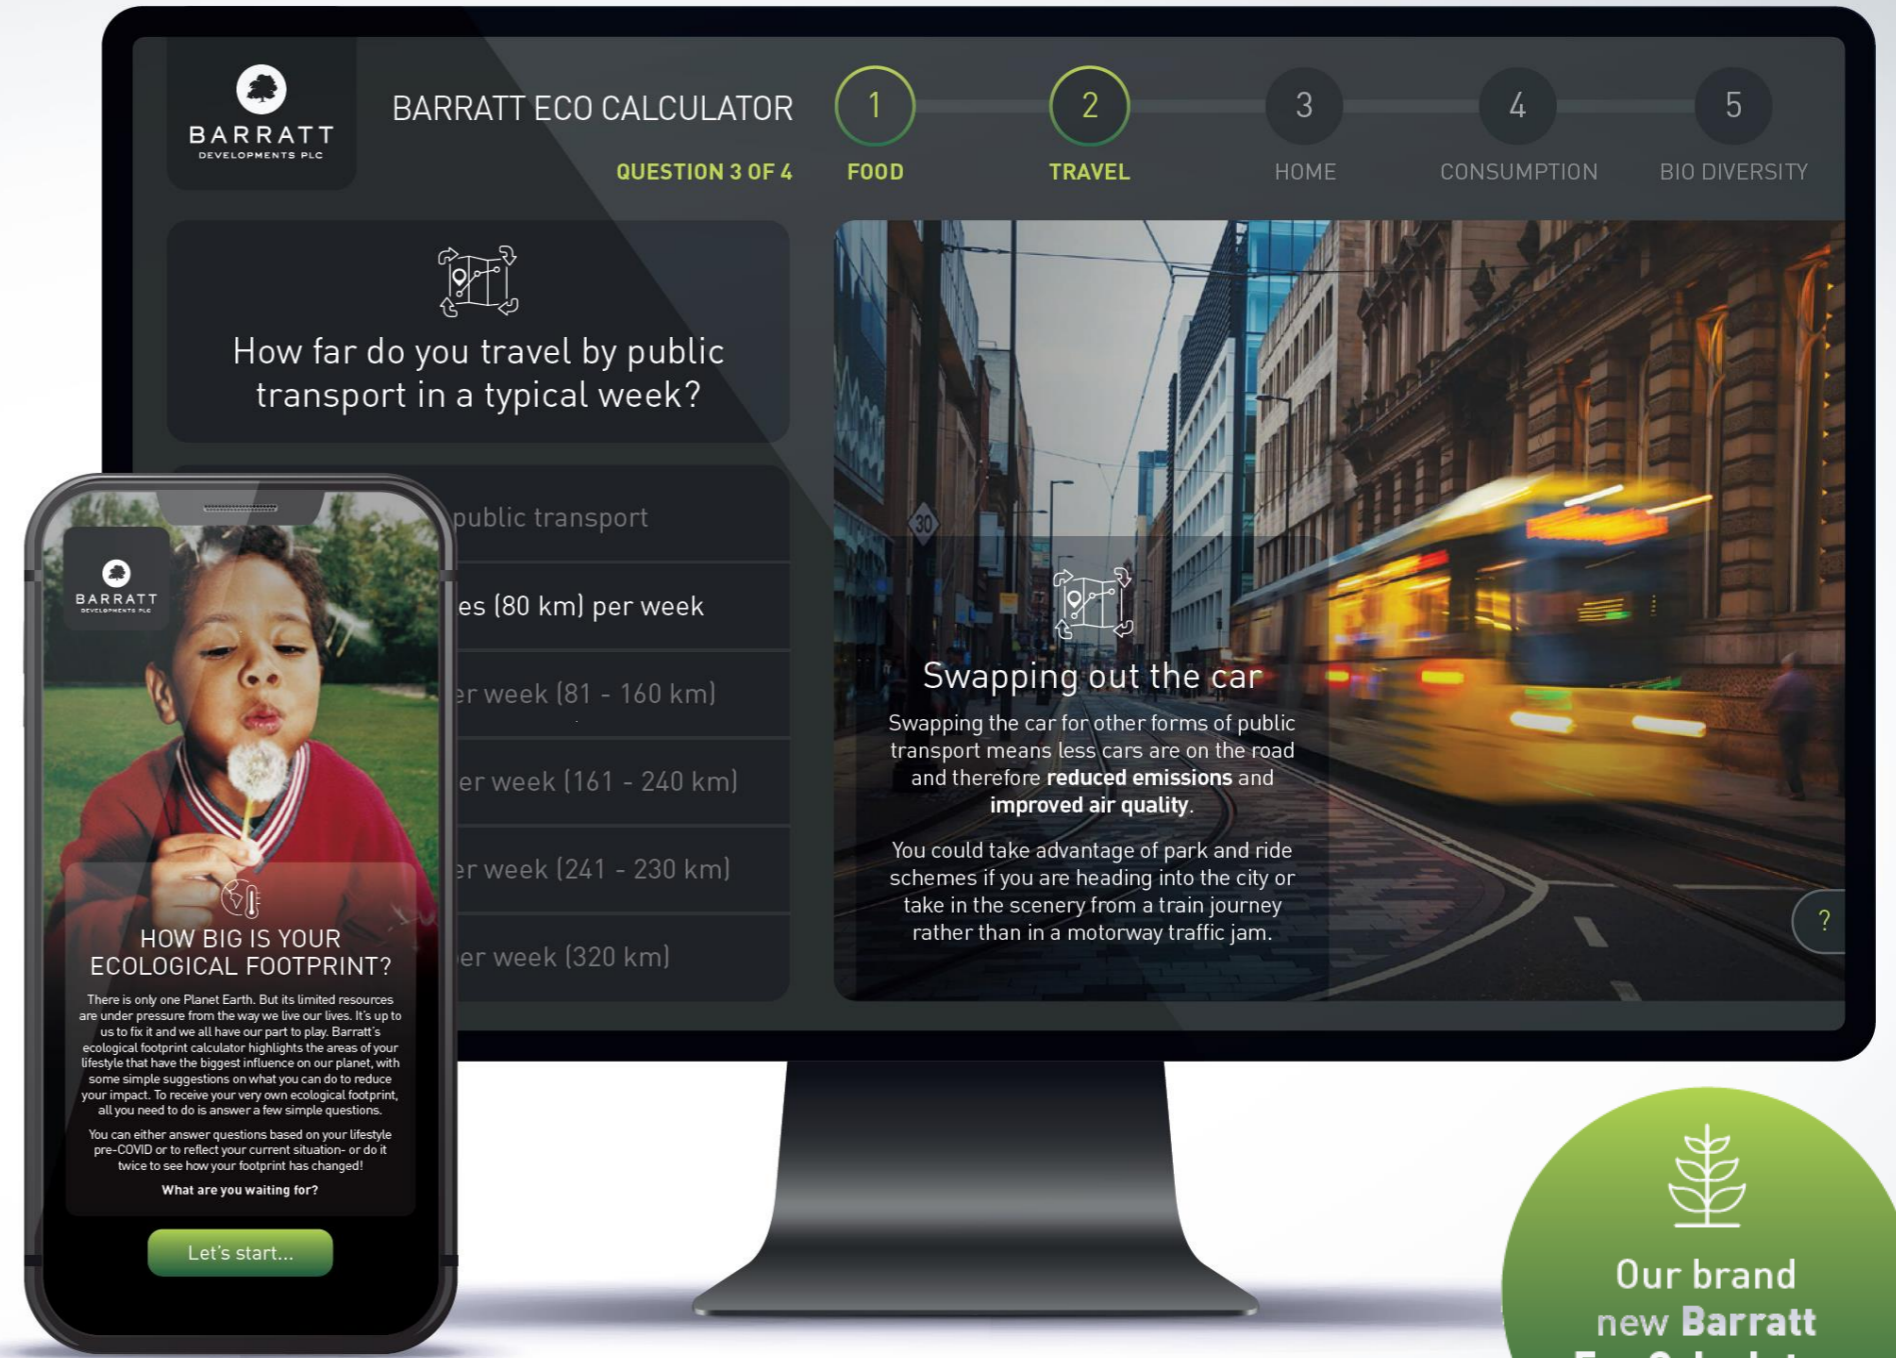 BARRATT
DEVELOPMENTS PLC
BARRATT ECO CALCULATOR
QUESTION 3 OF 4
1
FOOD
2
TRAVEL
3
HOME
4
CONSUMPTION
5
BIO DIVERSITY
How far do you travel by public
transport in a typical week?
public transport
es (80 km) per week
er week (81 - 160 km)
er week (161 - 240 km)
er week (241 - 230 km)
er week (320 km)
30
Swapping out the car
Swapping the car for other forms of public
transport means less cars are on the road
and therefore reduced emissions and
improved air quality.
You could take advantage of park and ride
schemes if you are heading into the city or
take in the scenery from a train journey
rather than in a motorway traffic jam.
?
BARRATT
DEVELOPMENTS PLC
HOW BIG IS YOUR
ECOLOGICAL FOOTPRINT?
There is only one Planet Earth. But its limited resources
are under pressure from the way we live our lives. It's up to
us to fix it and we all have our part to play. Barratt's
ecological footprint calculator highlights the areas of your
lifestyle that have the biggest influence on our planet, with
some simple suggestions on what you can do to reduce
your impact. To receive your very own ecological footprint,
all you need to do is answer a few simple questions.
You can either answer questions based on your lifestyle
pre-COVID or to reflect your current situation- or do it
twice to see how your footprint has changed!
What are you waiting for?
Let's start...
Our brand
new Barratt